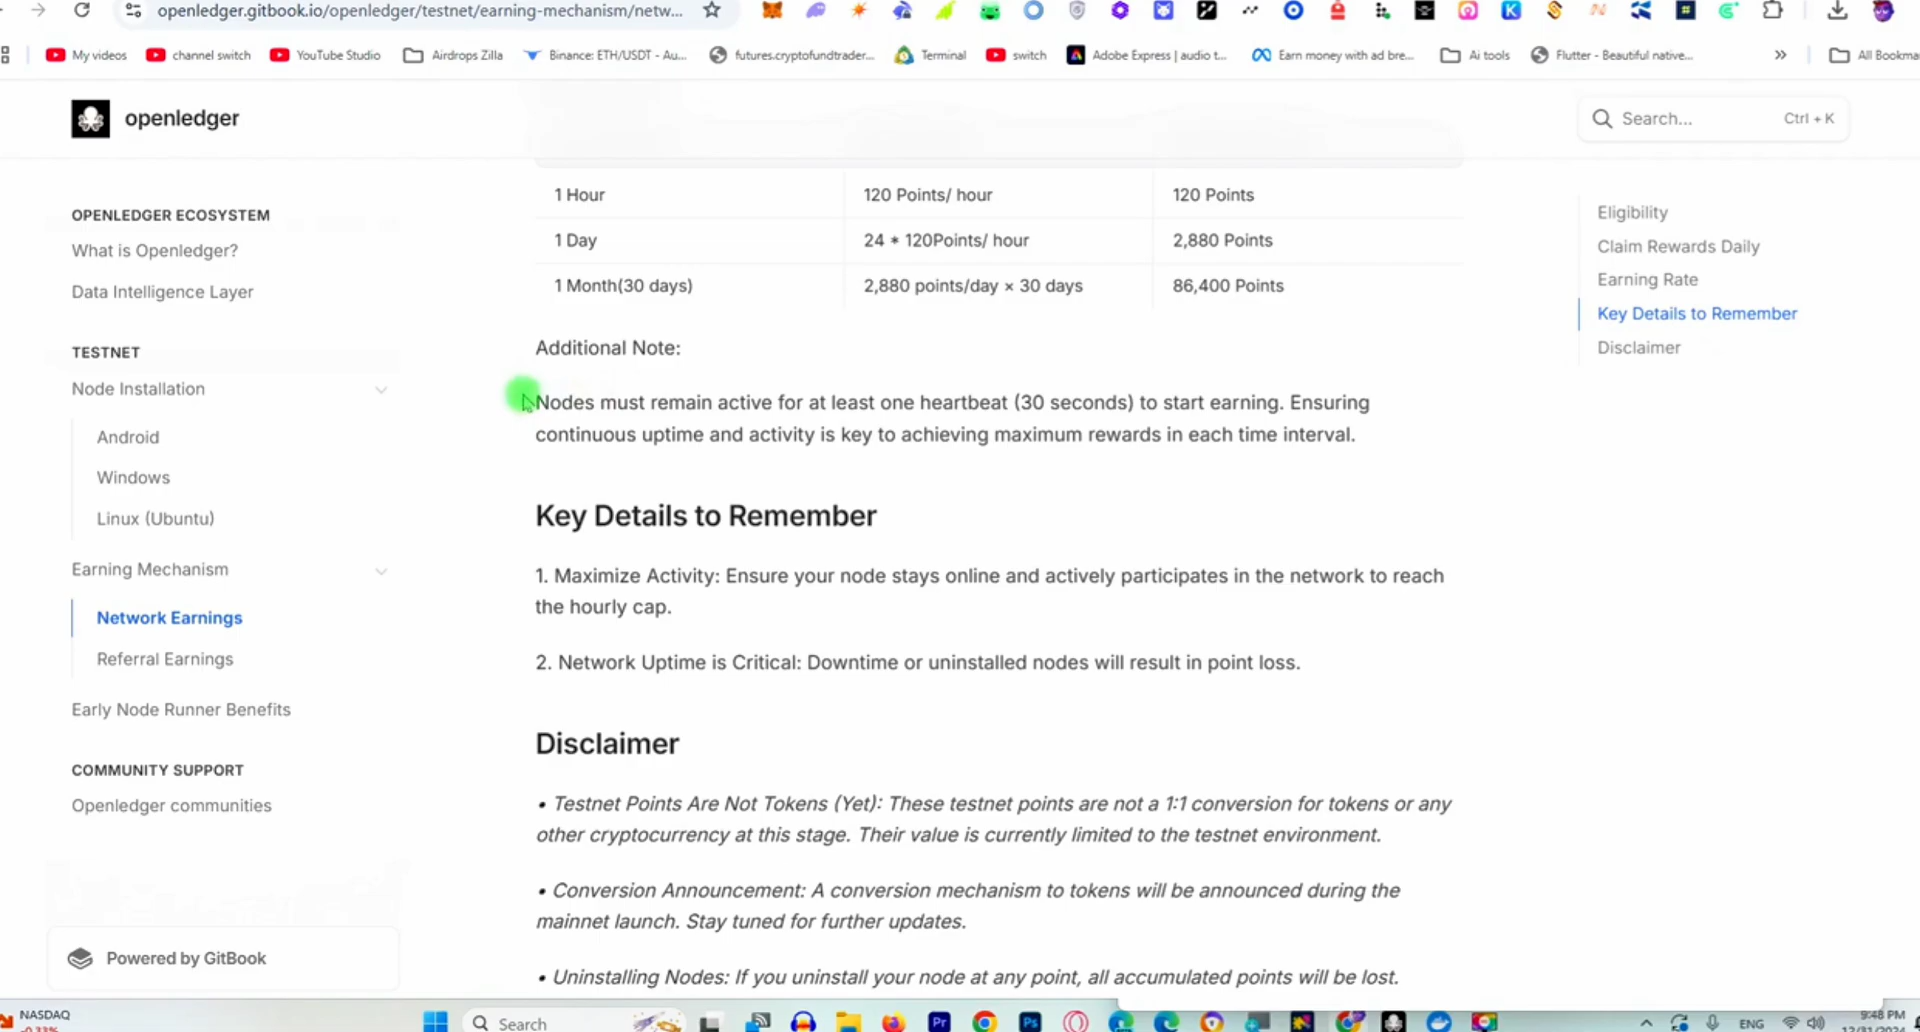 openledger.gitbook.io/openledger/testnet/earning-mechanism/netw...
My videos channel switch YouTube Studio Airdrops Zilla Binance: ETH/USDT - Au... futures.cryptofundtrader... Terminal switch Adobe Express | audio t... Earn money with ad bre... Ai tools Flutter - Beautiful native... » All Bookma
openledger
Search... Ctrl + K
OPENLEDGER ECOSYSTEM
What is Openledger?
Data Intelligence Layer
TESTNET
Node Installation
Android
Windows
Linux (Ubuntu)
Earning Mechanism
Network Earnings
Referral Earnings
Early Node Runner Benefits
COMMUNITY SUPPORT
Openledger communities
Powered by GitBook
1 Hour 120 Points/ hour 120 Points
1 Day 24 * 120Points/ hour 2,880 Points
1 Month(30 days) 2,880 points/day × 30 days 86,400 Points
Additional Note:
Nodes must remain active for at least one heartbeat (30 seconds) to start earning. Ensuring
continuous uptime and activity is key to achieving maximum rewards in each time interval.
Key Details to Remember
1. Maximize Activity: Ensure your node stays online and actively participates in the network to reach
the hourly cap.
2. Network Uptime is Critical: Downtime or uninstalled nodes will result in point loss.
Disclaimer
• Testnet Points Are Not Tokens (Yet): These testnet points are not a 1:1 conversion for tokens or any
other cryptocurrency at this stage. Their value is currently limited to the testnet environment.
• Conversion Announcement: A conversion mechanism to tokens will be announced during the
mainnet launch. Stay tuned for further updates.
• Uninstalling Nodes: If you uninstall your node at any point, all accumulated points will be lost.
Eligibility
Claim Rewards Daily
Earning Rate
Key Details to Remember
Disclaimer
NASDAQ
-0.33%
Search
Pr
Ps
ENG
9:48 PM
12/31/2024